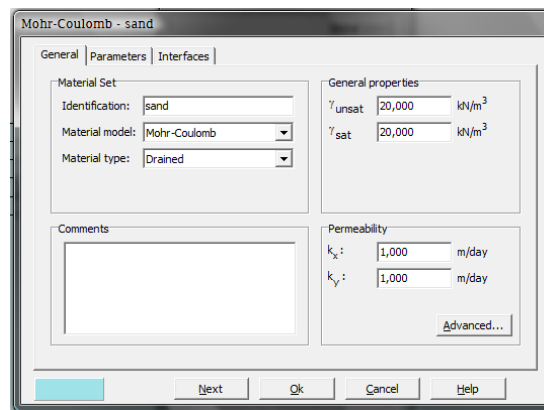 Mohr-Coulomb - sand
General Parameters Interfaces
Material Set
Identification: sand
Material model: Mohr-Coulomb
Material type: Drained
General properties
γunsat 20,000 kN/m³
γsat 20,000 kN/m³
Comments
Permeability
kx: 1,000 m/day
ky: 1,000 m/day
Advanced...
Next Ok Cancel Help